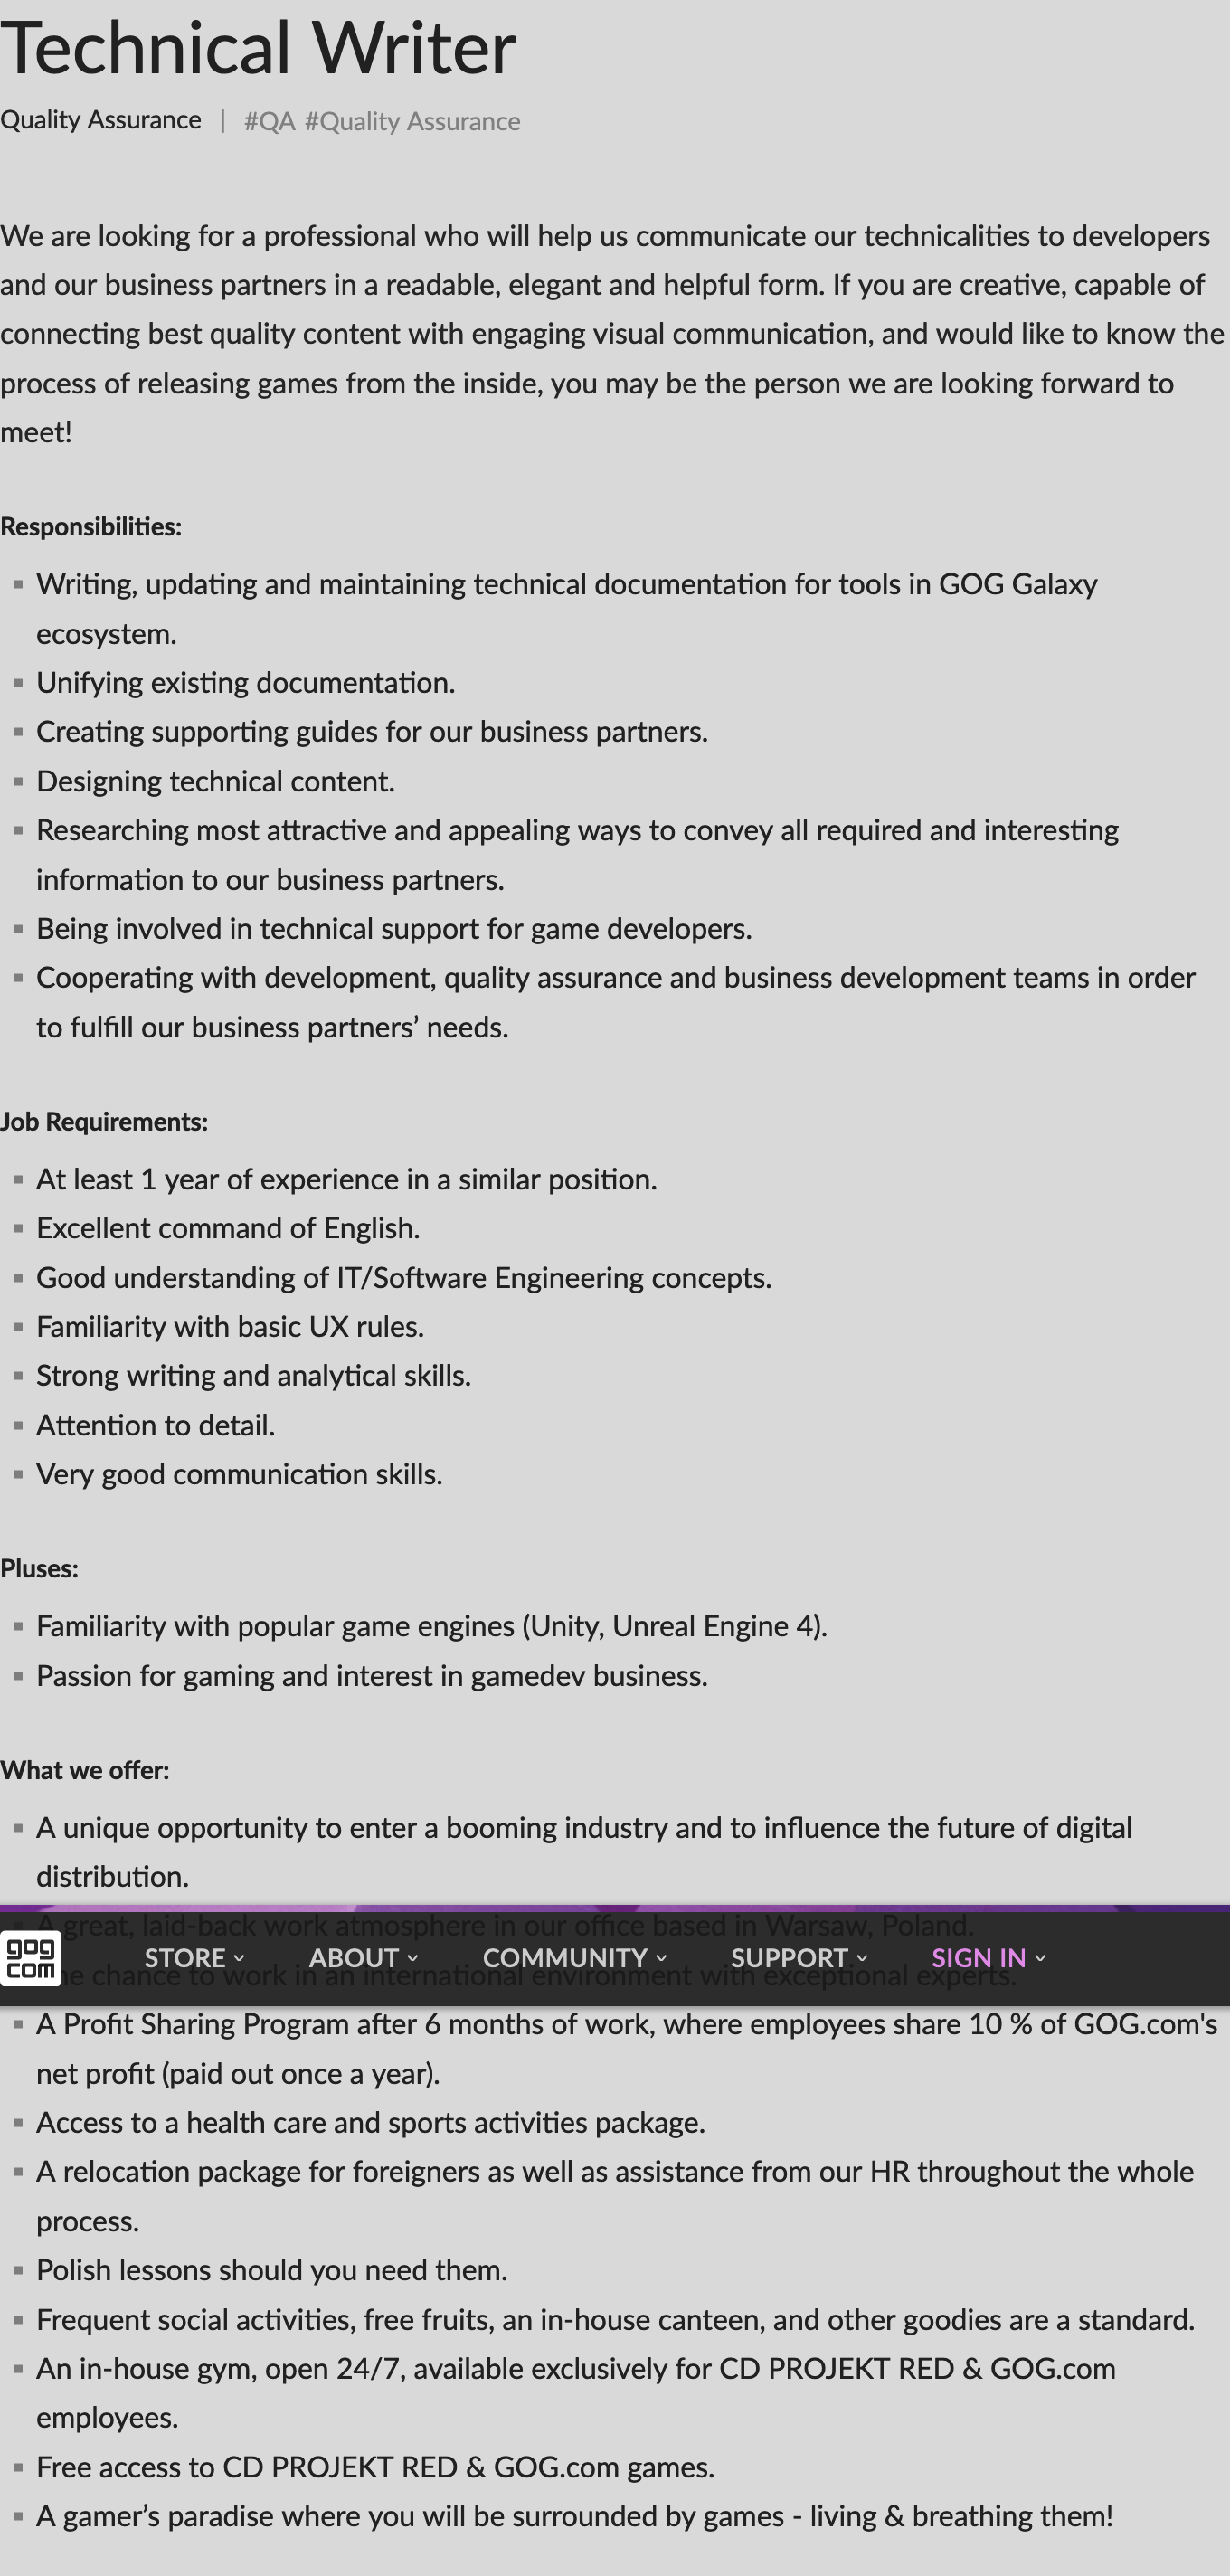 Technical Writer
Quality Assurance | #QA #Quality Assurance
We are looking for a professional who will help us communicate our technicalities to developers
and our business partners in a readable, elegant and helpful form. If you are creative, capable of
connecting best quality content with engaging visual communication, and would like to know the
process of releasing games from the inside, you may be the person we are looking forward to
meet!
Responsibilities:
Writing, updating and maintaining technical documentation for tools in GOG Galaxy
ecosystem.
Unifying existing documentation.
Creating supporting guides for our business partners.
Designing technical content.
Researching most attractive and appealing ways to convey all required and interesting
information to our business partners.
Being involved in technical support for game developers.
Cooperating with development, quality assurance and business development teams in order
to fulfill our business partners’ needs.
Job Requirements:
At least 1 year of experience in a similar position.
Excellent command of English.
Good understanding of IT/Software Engineering concepts.
Familiarity with basic UX rules.
Strong writing and analytical skills.
Attention to detail.
Very good communication skills.
Pluses:
Familiarity with popular game engines (Unity, Unreal Engine 4).
Passion for gaming and interest in gamedev business.
What we offer:
A unique opportunity to enter a booming industry and to influence the future of digital
distribution.
A great, laid-back work atmosphere in our office based in Warsaw, Poland.
gog
com
STORE ABOUT COMMUNITY SUPPORT SIGN IN
chance to work in an international environment with exceptional experts.
A Profit Sharing Program after 6 months of work, where employees share 10 % of GOG.com's
net profit (paid out once a year).
Access to a health care and sports activities package.
A relocation package for foreigners as well as assistance from our HR throughout the whole
process.
Polish lessons should you need them.
Frequent social activities, free fruits, an in-house canteen, and other goodies are a standard.
An in-house gym, open 24/7, available exclusively for CD PROJEKT RED & GOG.com
employees.
Free access to CD PROJEKT RED & GOG.com games.
A gamer’s paradise where you will be surrounded by games - living & breathing them!